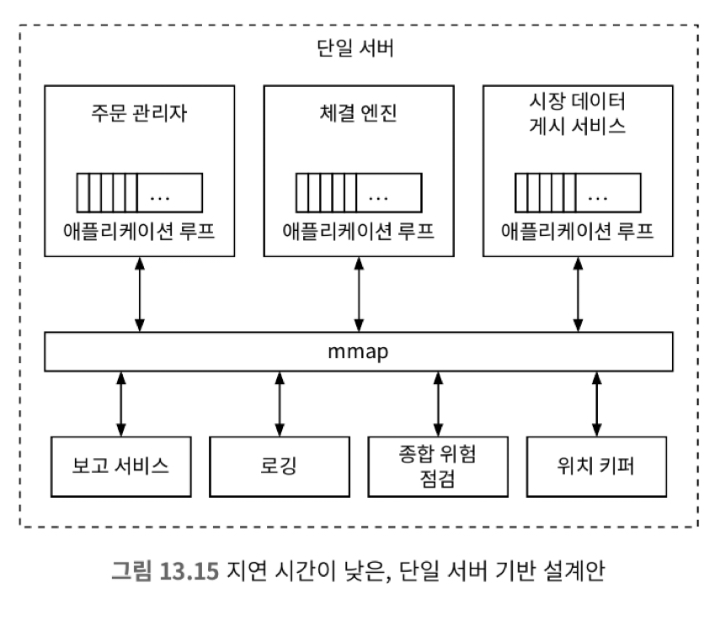 단일 서버
주문 관리자
...
애플리케이션 루프
체결 엔진
...
애플리케이션 루프
시장 데이터
게시 서비스
...
애플리케이션 루프
mmap
보고 서비스
로깅
종합 위험
점검
위치 키퍼
그림 13.15 지연 시간이 낮은, 단일 서버 기반 설계안